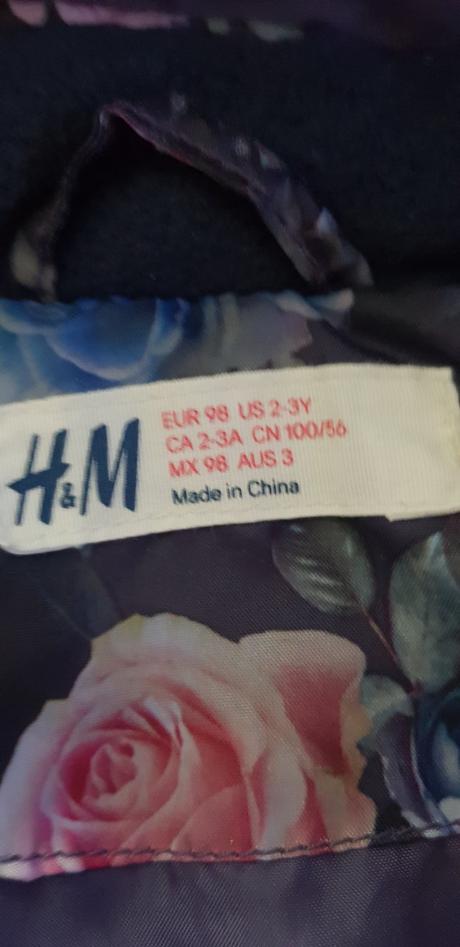 H&M
EUR 98 US 2-3Y
CA 2-3A CN 100/56
MX 98 AUS 3
Made in China